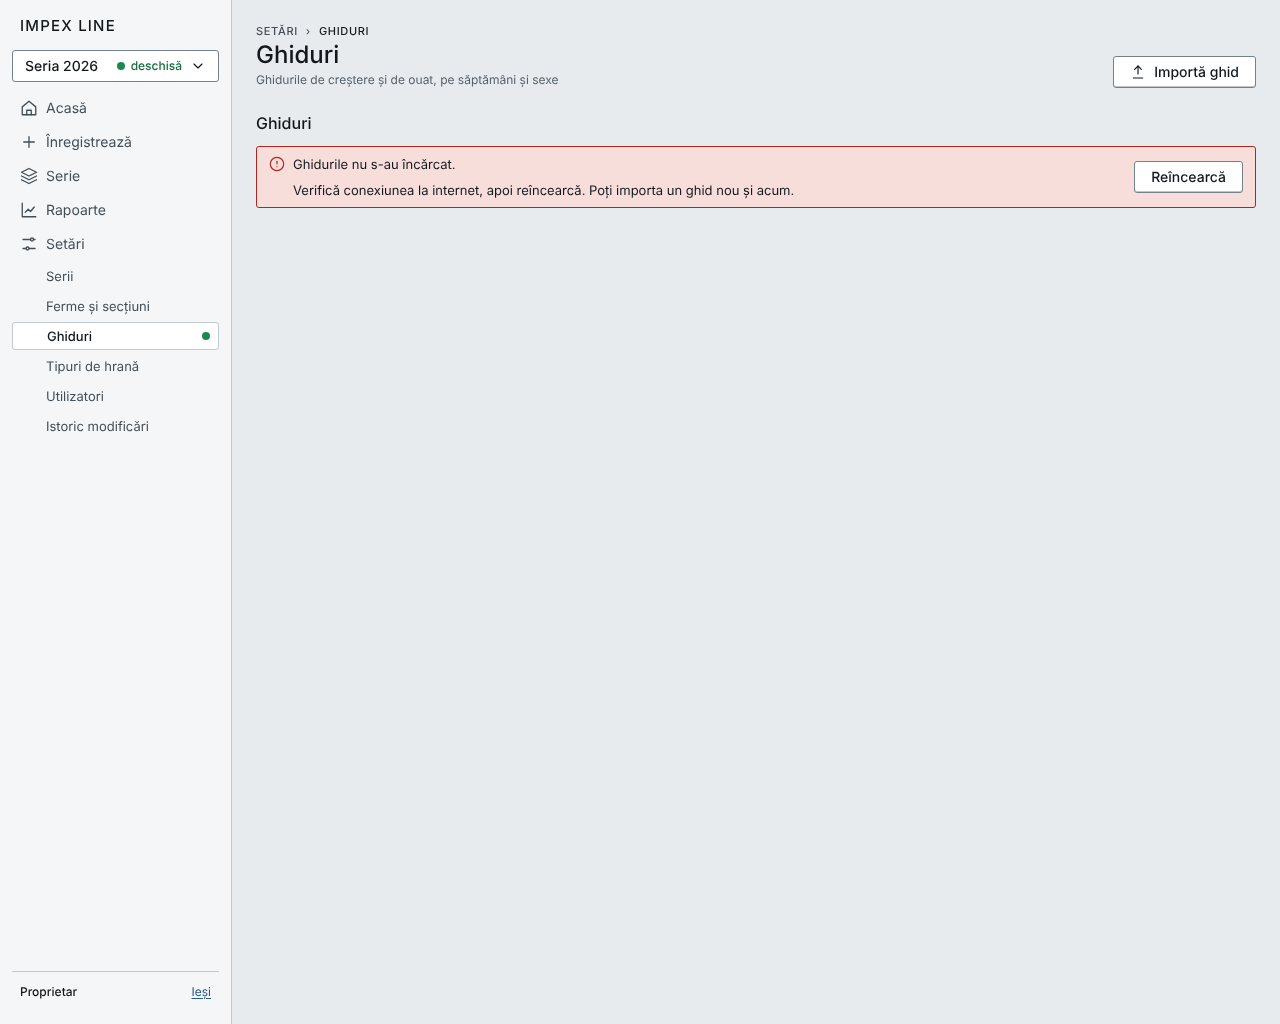 IMPEX LINE
Seria 2026 deschisă
Acasă
Înregistrează
Serie
Rapoarte
Setări
Serii
Ferme și secțiuni
Ghiduri
Tipuri de hrană
Utilizatori
Istoric modificări
Proprietar Ieși
SETĂRI › GHIDURI
Ghiduri
Ghidurile de creștere și de ouat, pe săptămâni și sexe
Importă ghid
Ghiduri
Ghidurile nu s-au încărcat.
Verifică conexiunea la internet, apoi reîncearcă. Poți importa un ghid nou și acum.
Reîncearcă